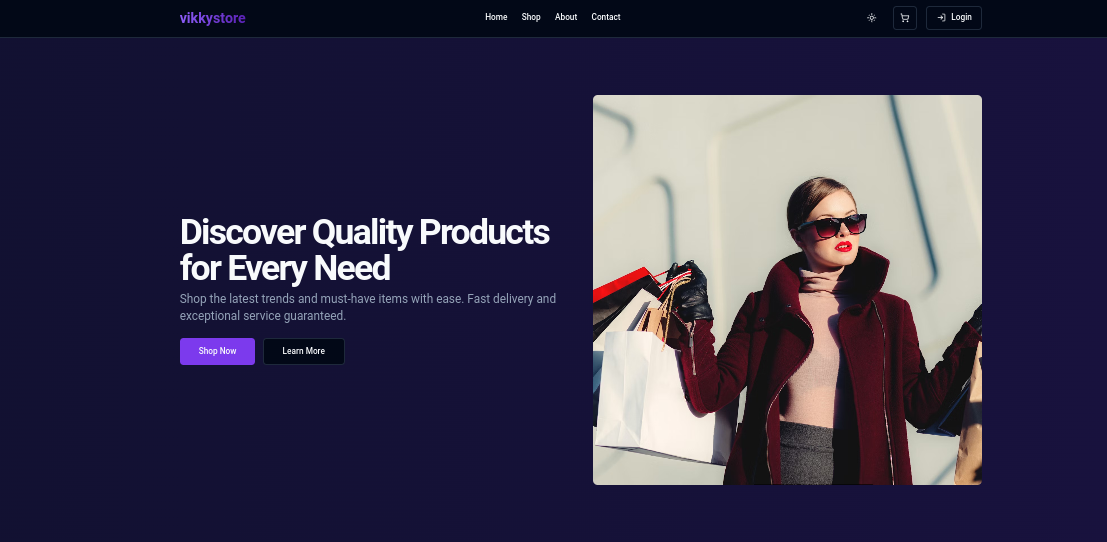 vikkystore
Home Shop About Contact
Login
Discover Quality Products
for Every Need
Shop the latest trends and must-have items with ease. Fast delivery and
exceptional service guaranteed.
Shop Now
Learn More